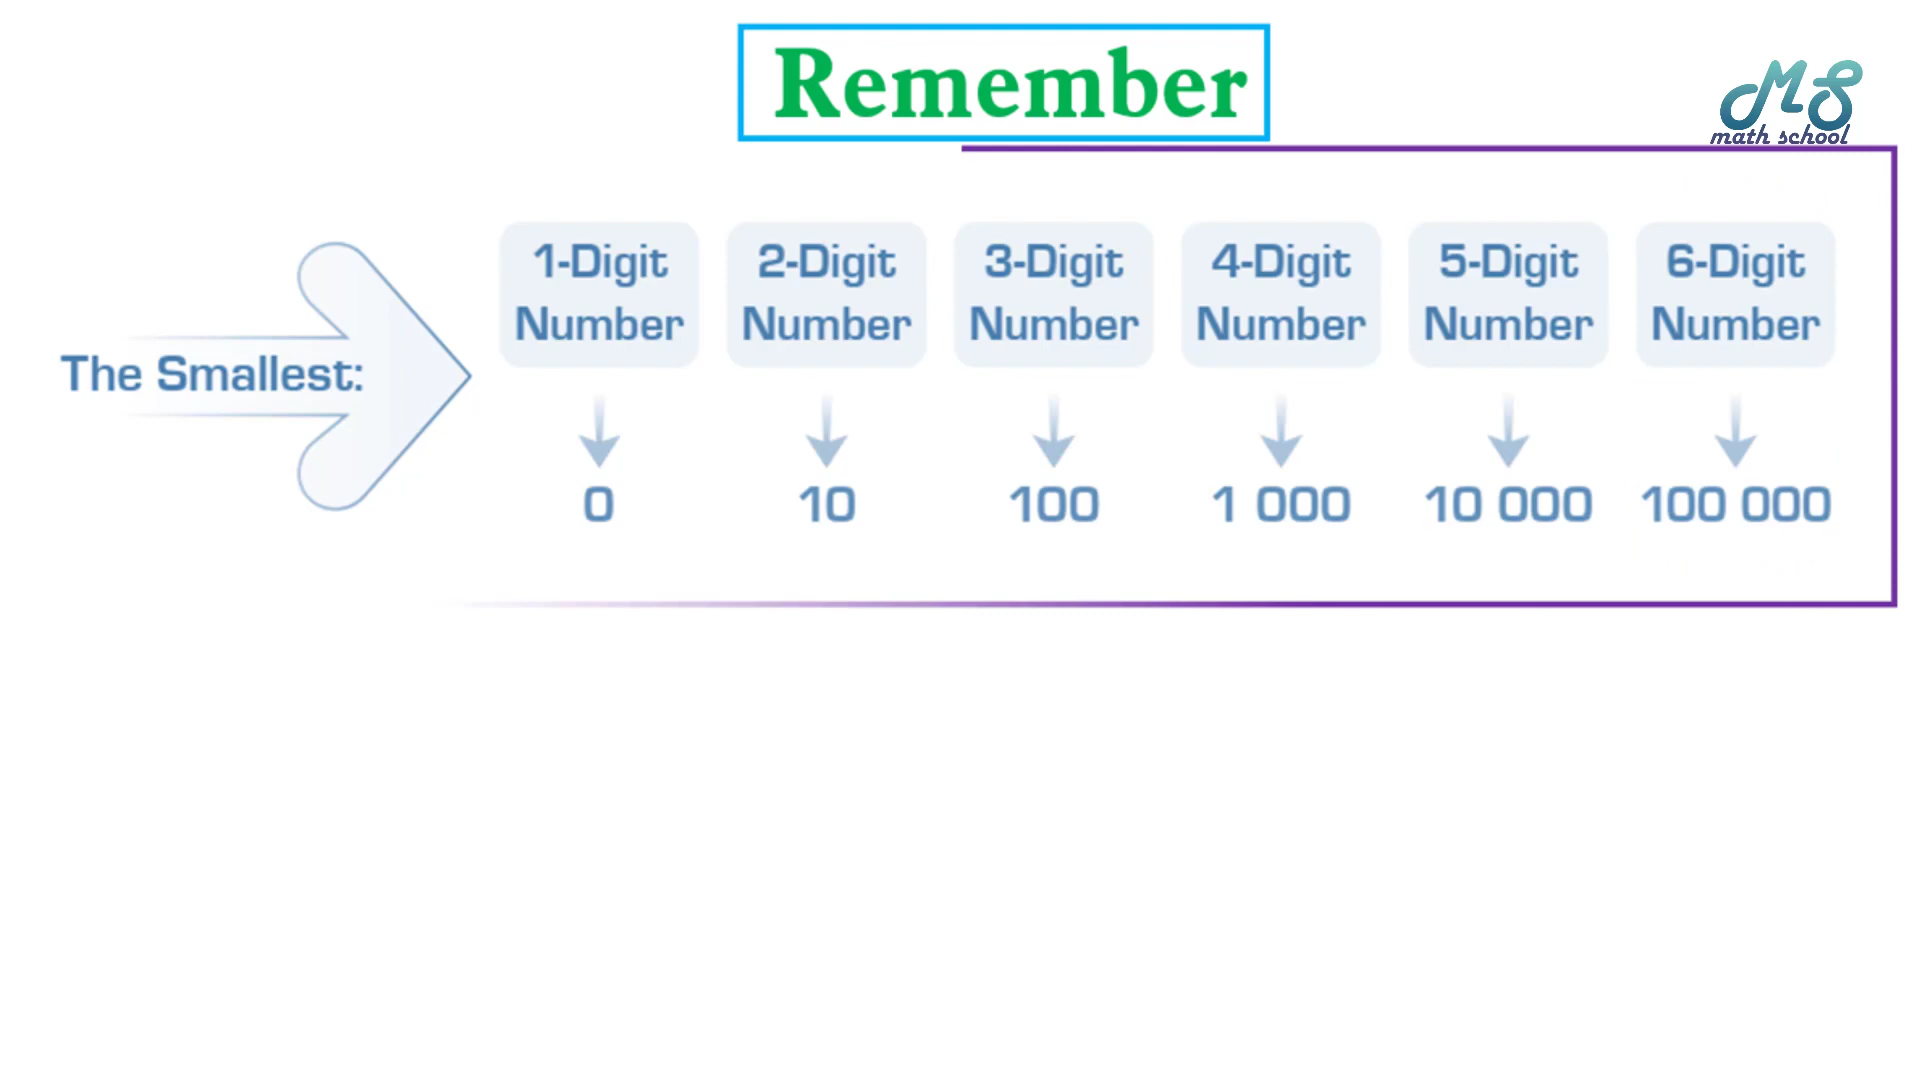 Remember
MS
math school
1-Digit Number
2-Digit Number
3-Digit Number
4-Digit Number
5-Digit Number
6-Digit Number
The Smallest:
0
10
100
1 000
10 000
100 000